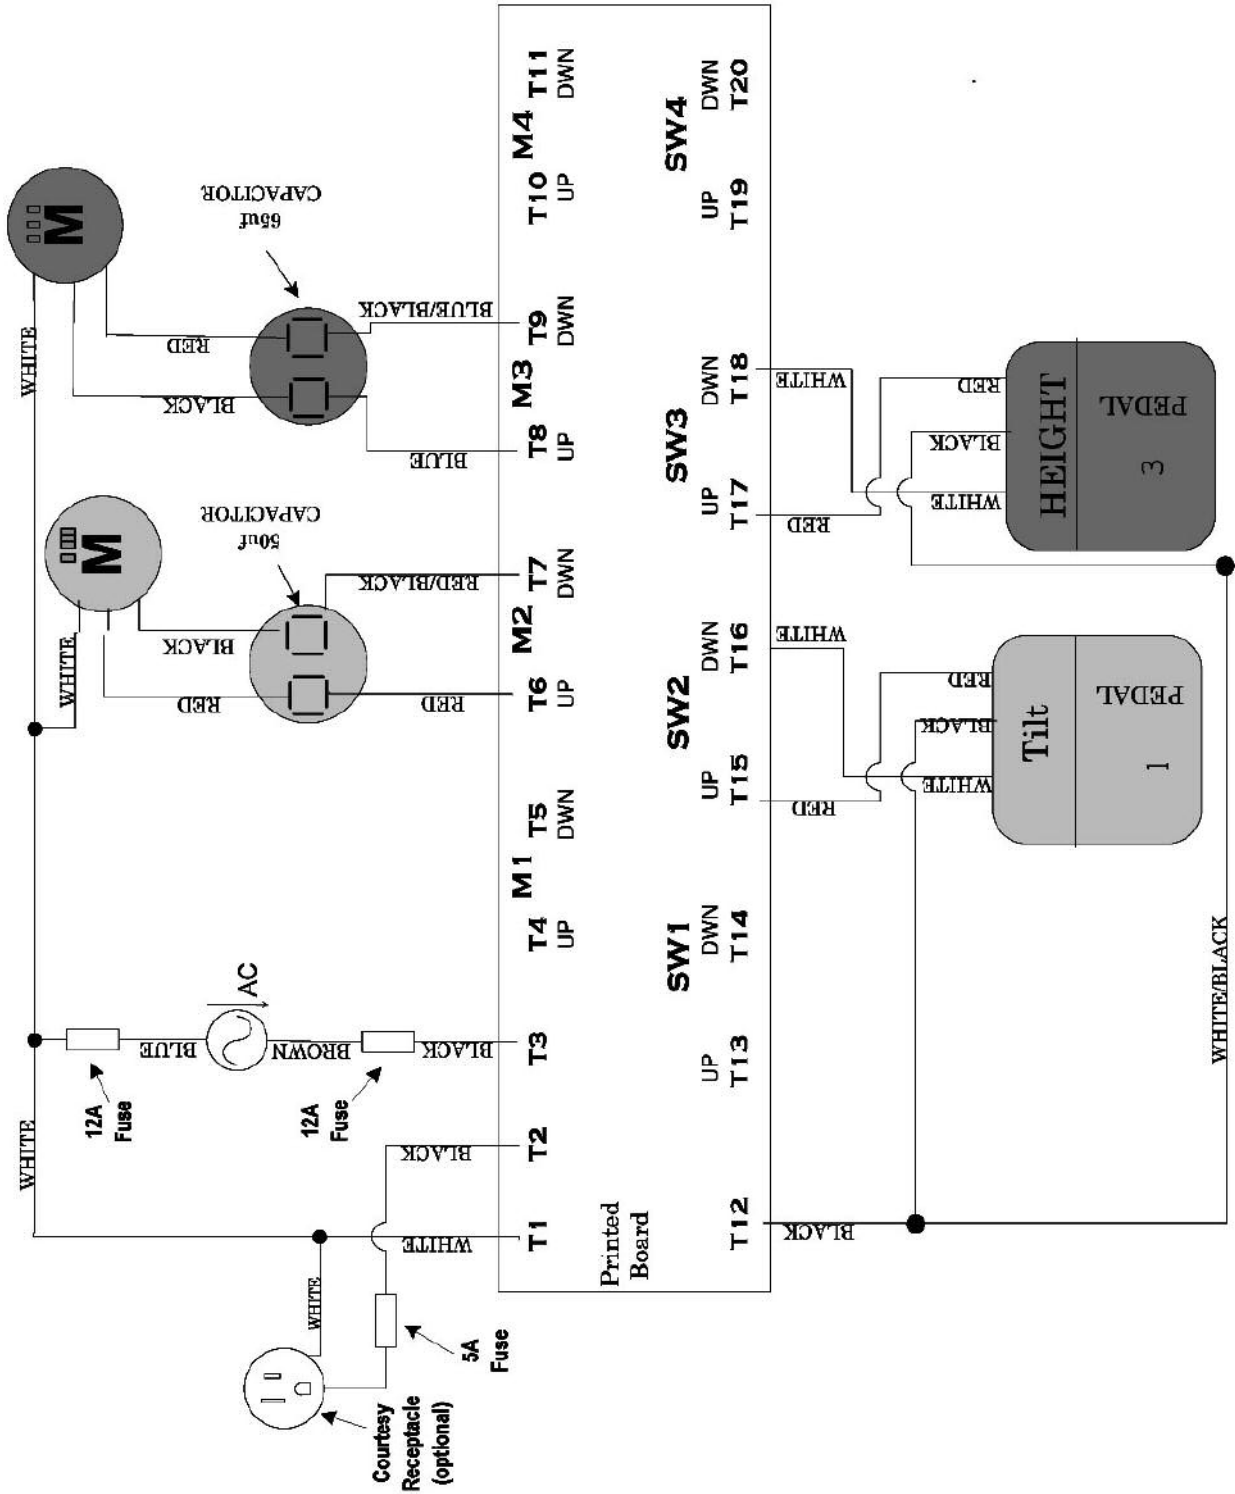 WHITE
WHITE
M
M
65uf
CAPACITOR
50uf
CAPACITOR
WHITE
RED
BLACK
BLUE/BLACK
BLUE
BLACK
RED
RED/BLACK
RED
AC
12A
Fuse
BLUE
BROWN
12A
Fuse
BLACK
BLACK
WHITE
WHITE
5A
Fuse
Courtesy
Receptacle
(optional)
T1
T2
T3
T4
UP
M1
T5
DWN
T6
UP
M2
T7
DWN
T8
UP
M3
T9
DWN
T10
UP
M4
T11
DWN
Printed
Board
T12
SW1
UP
T13
DWN
T14
SW2
UP
T15
DWN
T16
SW3
UP
T17
DWN
T18
SW4
UP
T19
DWN
T20
BLACK
RED
WHITE
RED
WHITE
WHITE
BLACK
RED
WHITE
BLACK
RED
Tilt
1
PEDAL
HEIGHT
3
PEDAL
WHITE/BLACK